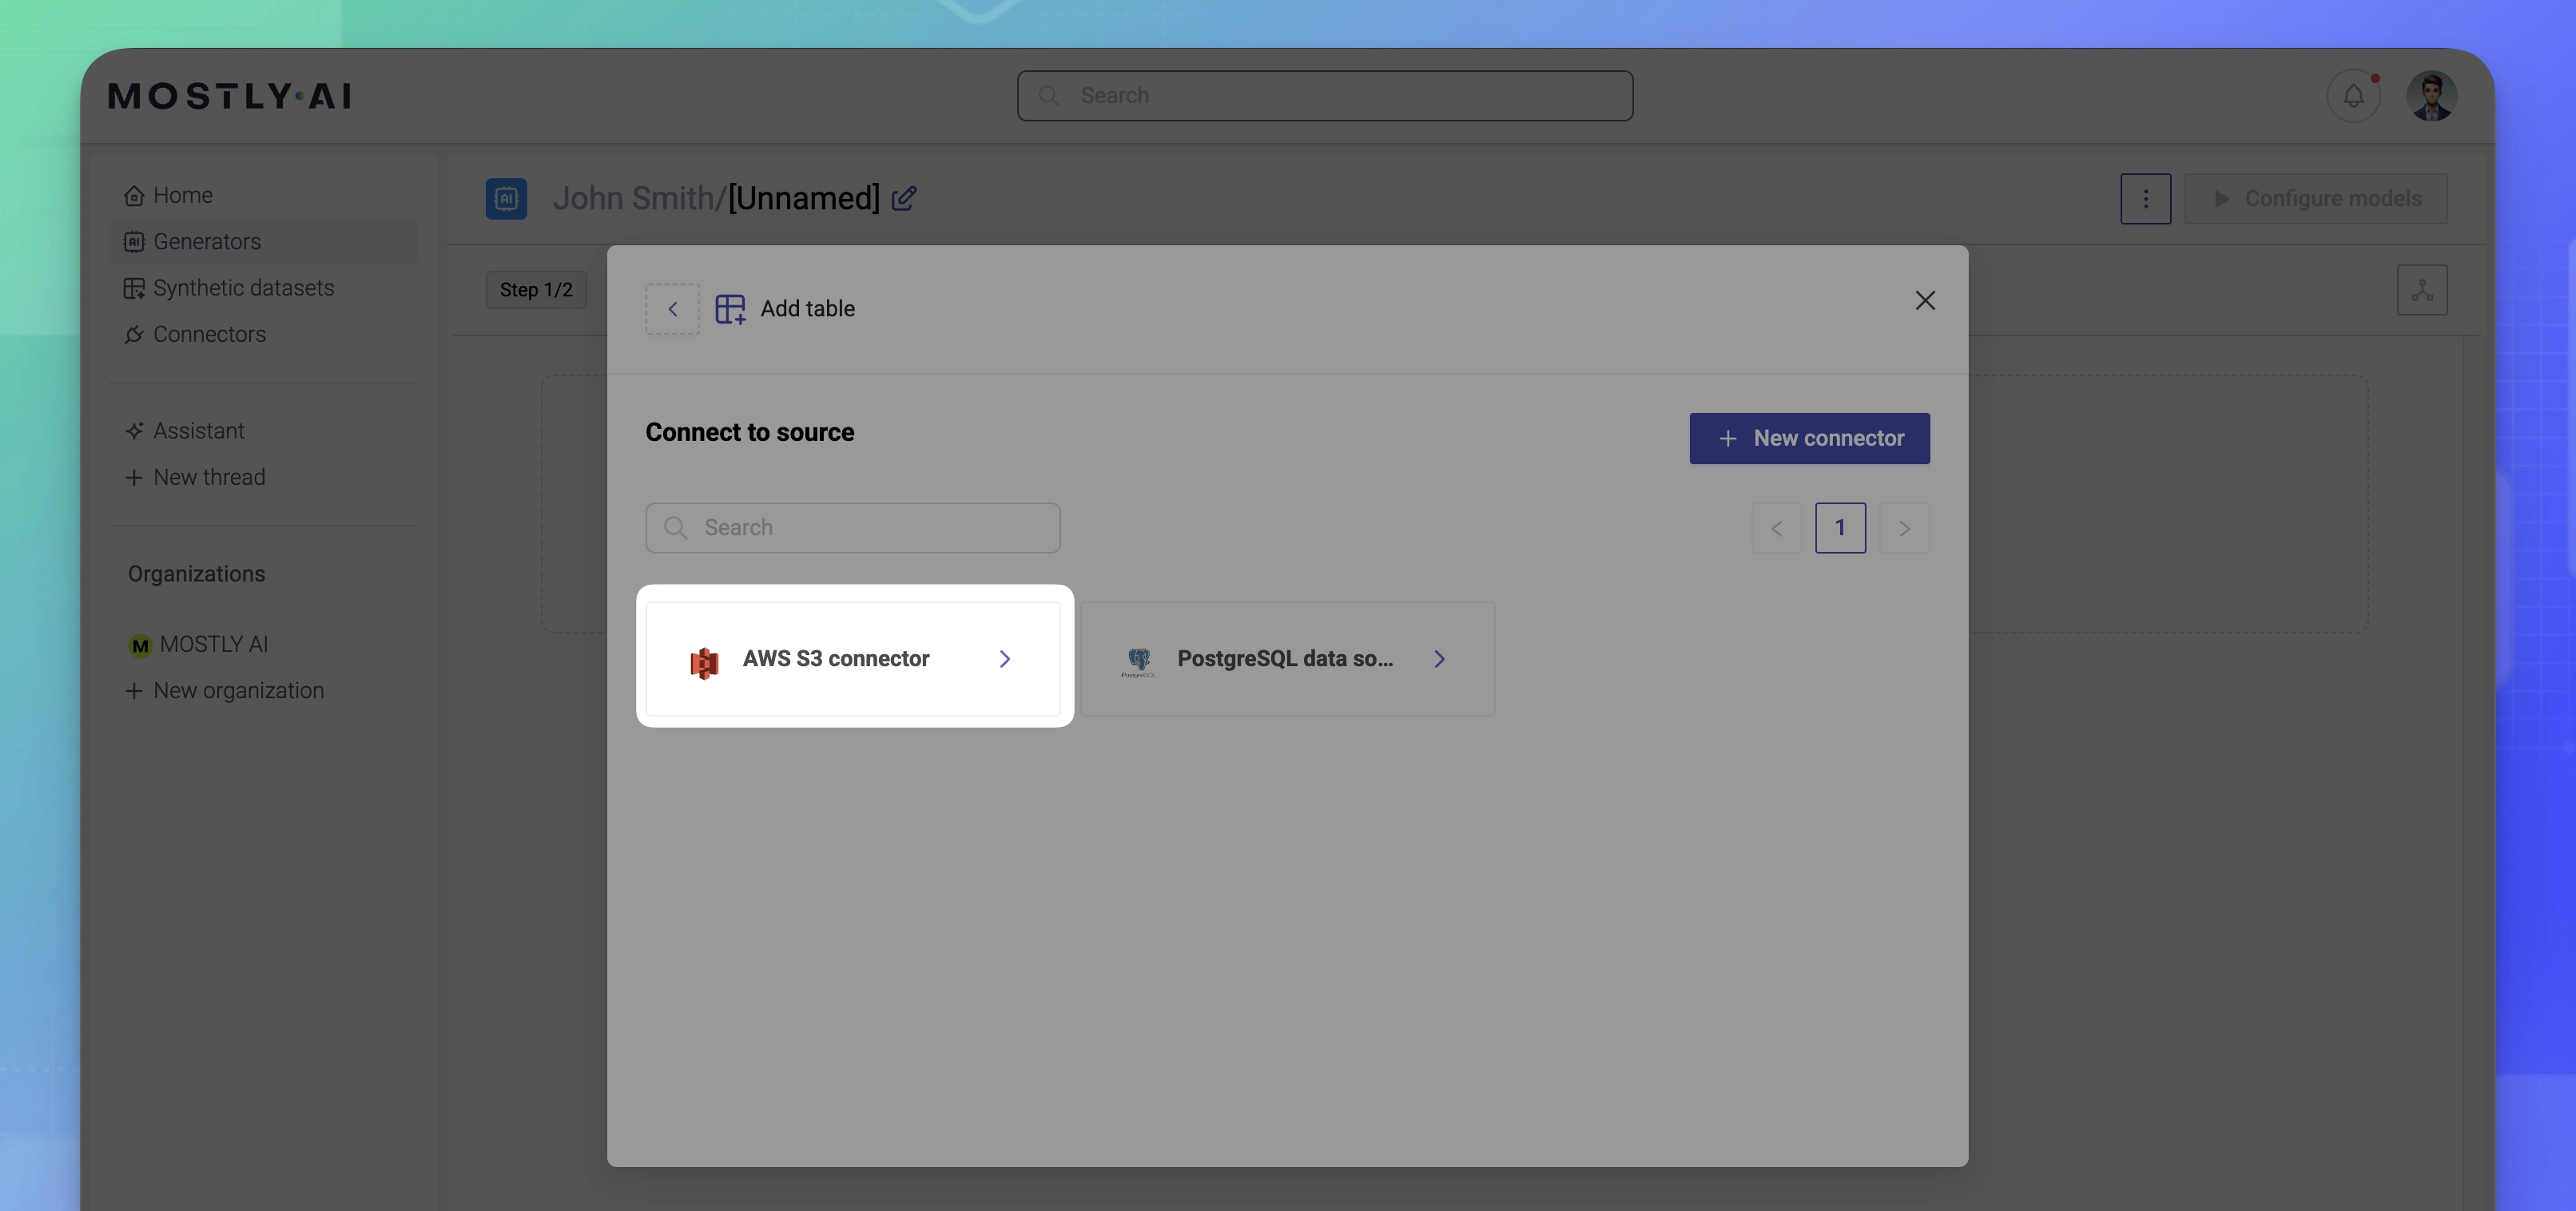 MOSTLY AI
Search
Home
Generators
Synthetic datasets
Connectors
Assistant
New thread
Organizations
M MOSTLY AI
New organization
AI
John Smith/[Unnamed]
Configure models
Step 1/2
Add table
Connect to source
New connector
Search
1
AWS S3 connector
PostgreSQL
PostgreSQL data so...